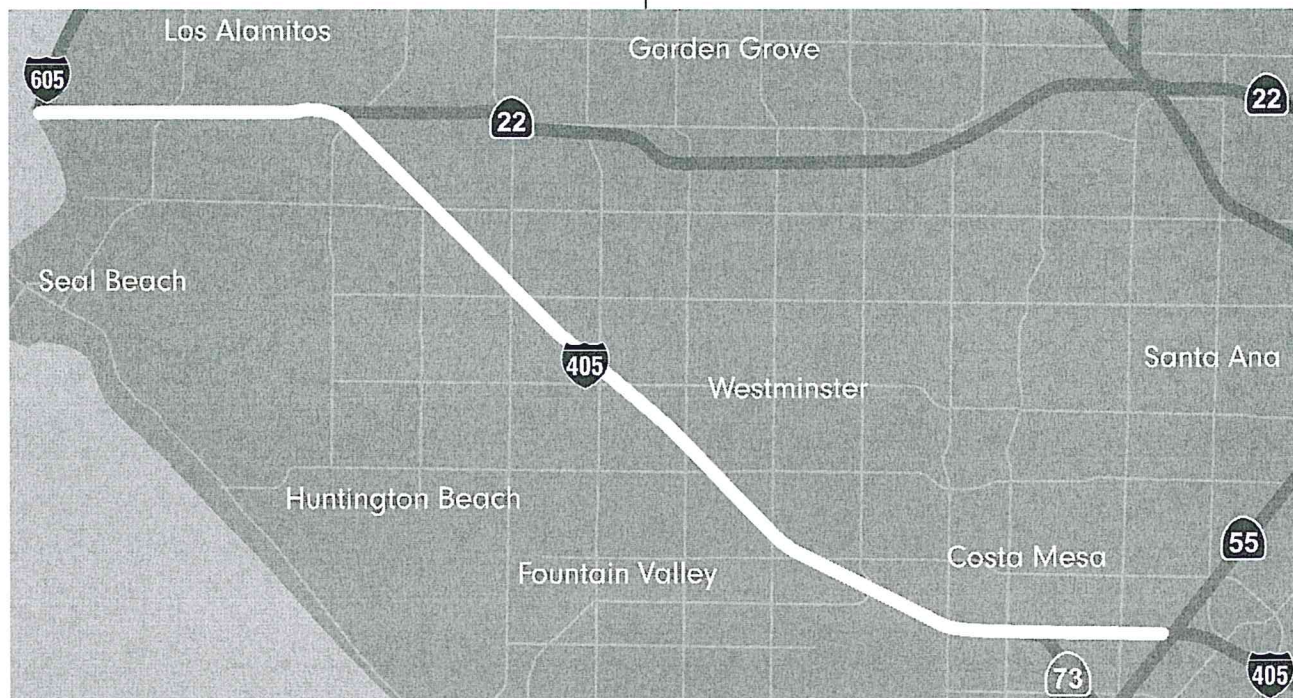 Los Alamitos
Garden Grove
605
22
22
Seal Beach
405
Santa Ana
Westminster
Huntington Beach
55
Costa Mesa
Fountain Valley
73
405